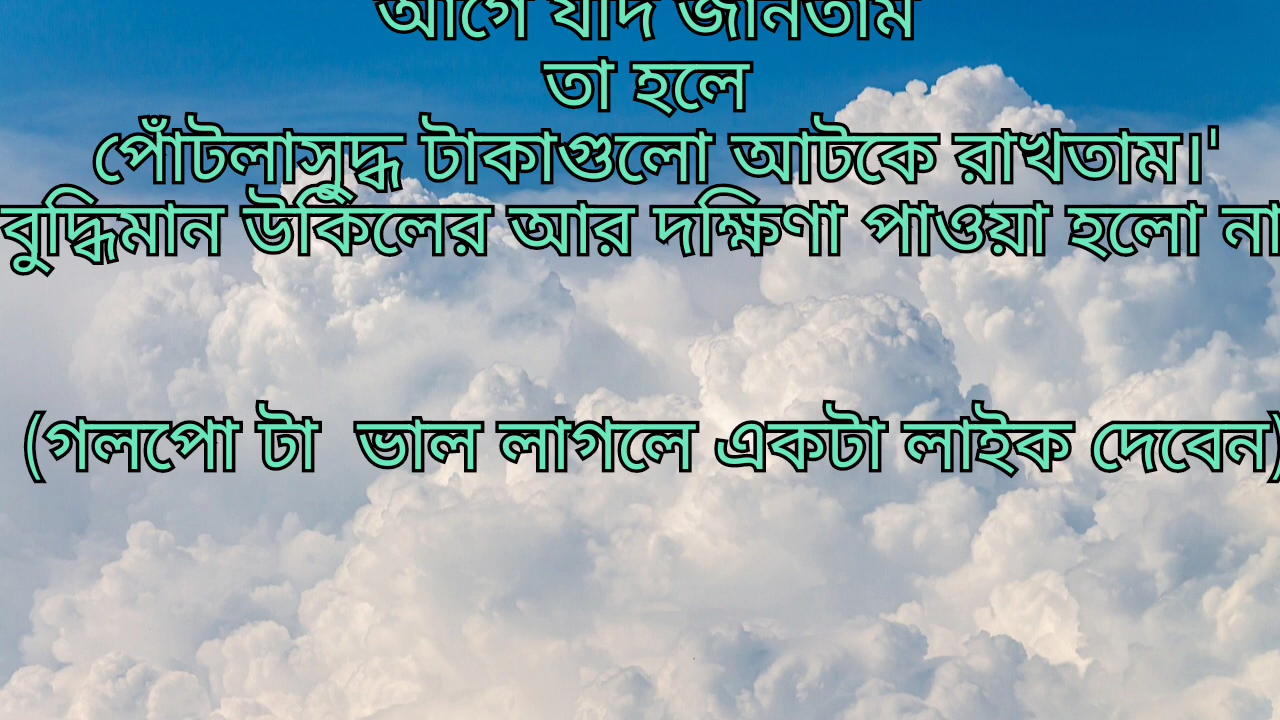 আগে যদি জানতাম
তা হলে
পোঁটলাসুদ্ধ টাকাগুলো আটকে রাখতাম।'
বুদ্ধিমান উকিলের আর দক্ষিণা পাওয়া হলো না
(গলপো টা ভাল লাগলে একটা লাইক দেবেন)